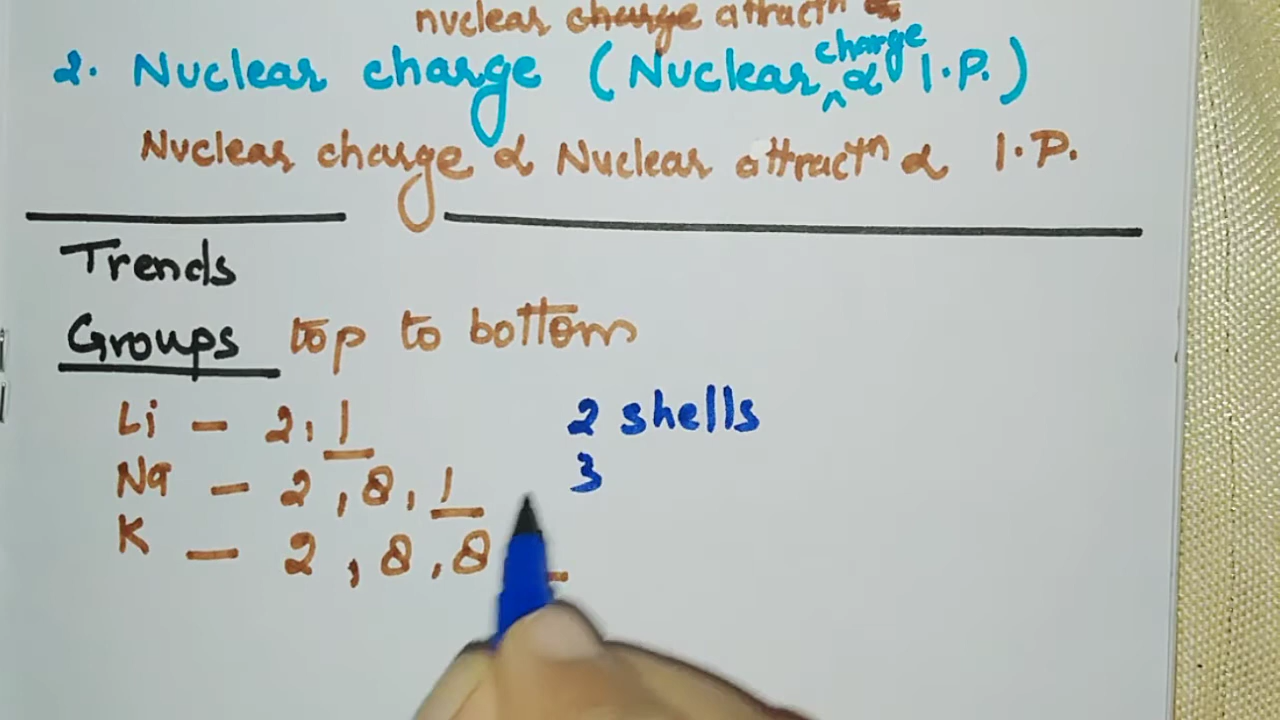 nuclear charge attractⁿ ∝
2. Nuclear charge (Nuclear charge ∝ I.P.)
Nuclear charge ∝ Nuclear attractⁿ ∝ I.P.
Trends
Groups top to bottom
Li – 2, 1 2 shells
Na – 2, 8, 1 3
K – 2, 8, 8